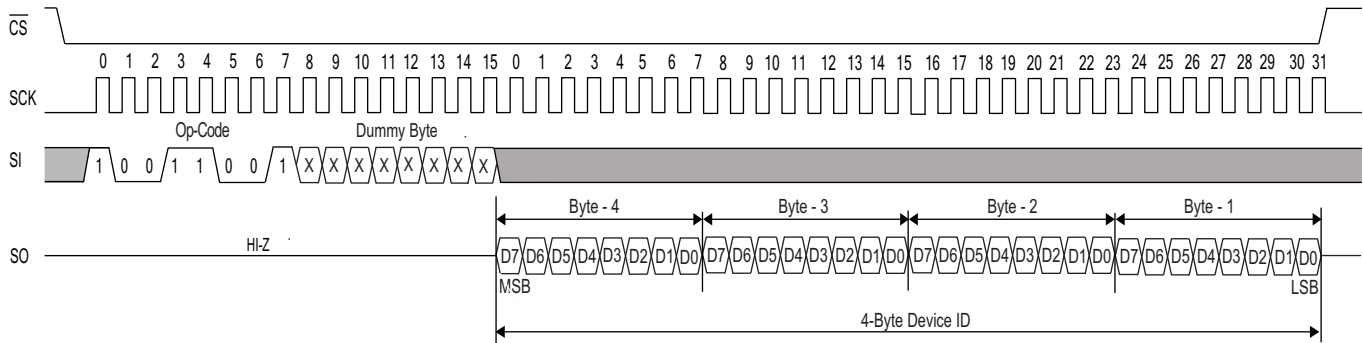 CS
0 1 2 3 4 5 6 7 8 9 10 11 12 13 14 15 0 1 2 3 4 5 6 7 8 9 10 11 12 13 14 15 16 17 18 19 20 21 22 23 24 25 26 27 28 29 30 31
SCK
Op-Code Dummy Byte
SI 1 0 0 1 1 0 0 1 X X X X X X X X
Byte - 4 Byte - 3 Byte - 2 Byte - 1
HI-Z
SO D7 D6 D5 D4 D3 D2 D1 D0 D7 D6 D5 D4 D3 D2 D1 D0 D7 D6 D5 D4 D3 D2 D1 D0 D7 D6 D5 D4 D3 D2 D1 D0
MSB LSB
4-Byte Device ID